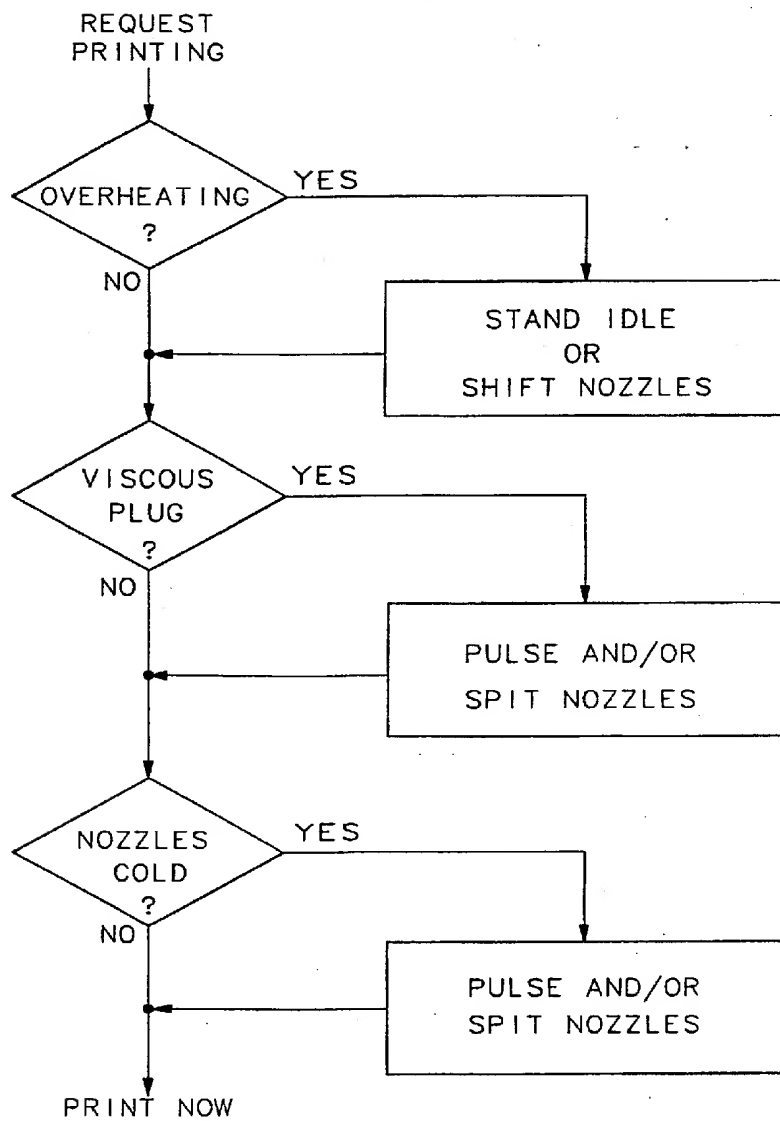 REQUEST
PRINTING
OVERHEATING
?
YES
NO
STAND IDLE
OR
SHIFT NOZZLES
VISCOUS
PLUG
?
YES
NO
PULSE AND/OR
SPIT NOZZLES
NOZZLES
COLD
?
YES
NO
PULSE AND/OR
SPIT NOZZLES
PRINT NOW